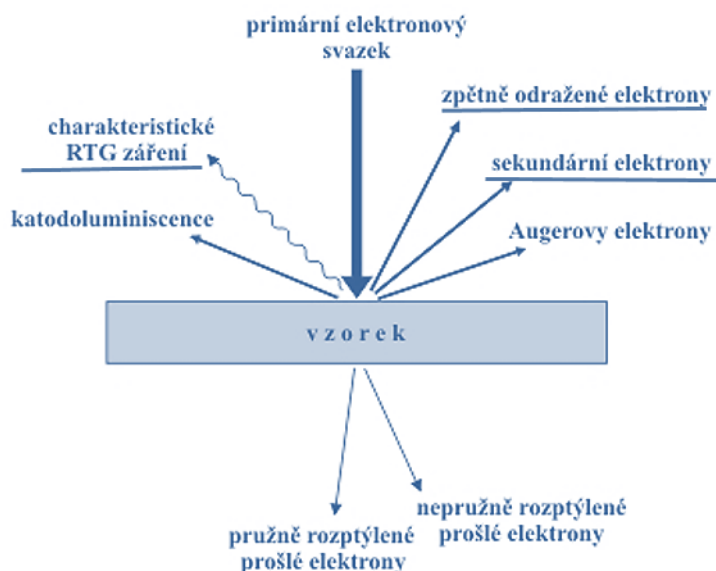 primární elektronový
svazek
zpětně odražené elektrony
charakteristické
RTG záření
sekundární elektrony
katodoluminiscence
Augerovy elektrony
vzorek
nepružně rozptýlené
prošlé elektrony
pružně rozptýlené
prošlé elektrony